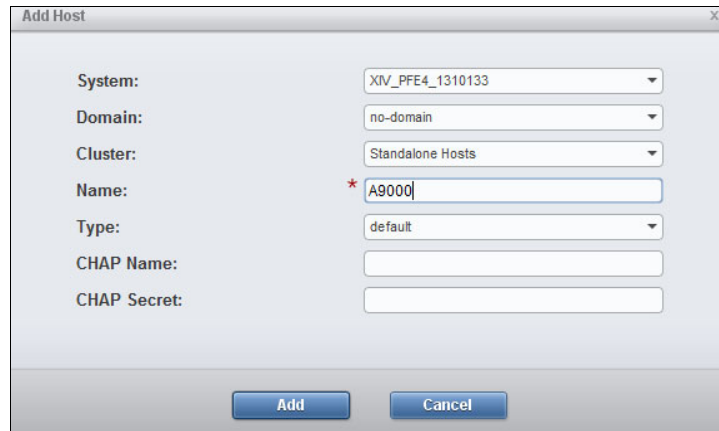 Add Host x
System: XIV_PFE4_1310133
Domain: no-domain
Cluster: Standalone Hosts
Name: * A9000
Type: default
CHAP Name:
CHAP Secret:
Add Cancel